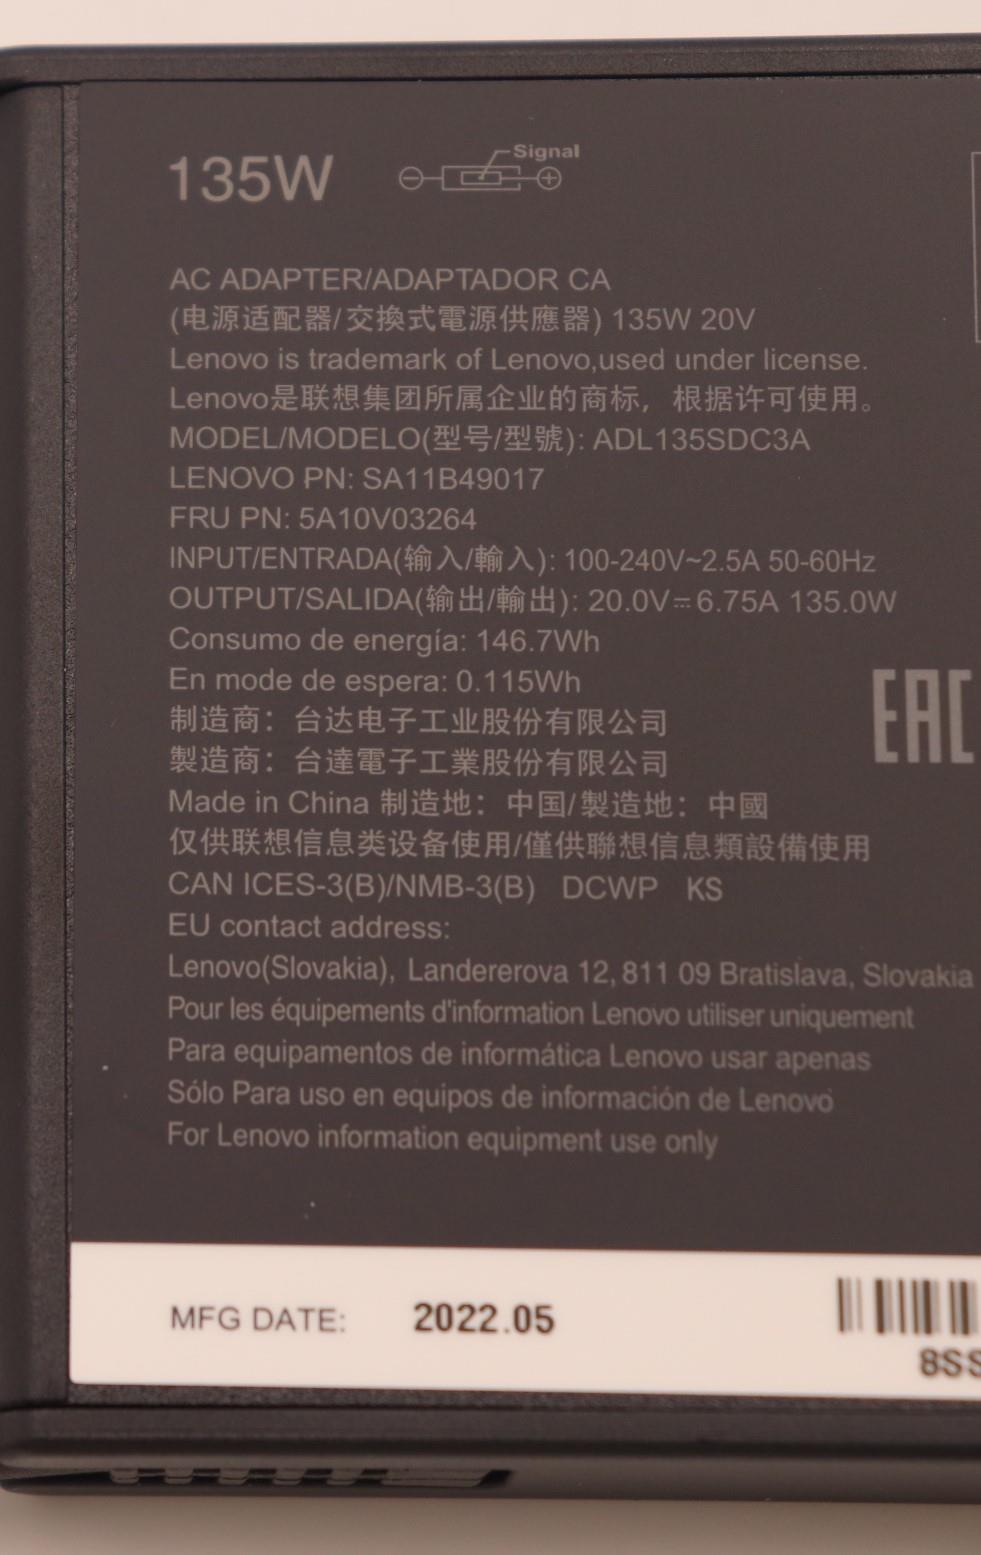 135W
Signal
AC ADAPTER/ADAPTADOR CA
(电源适配器/交換式電源供應器) 135W 20V
Lenovo is trademark of Lenovo,used under license.
Lenovo是联想集团所属企业的商标，根据许可使用。
MODEL/MODELO(型号/型號): ADL135SDC3A
LENOVO PN: SA11B49017
FRU PN: 5A10V03264
INPUT/ENTRADA(输入/輸入): 100-240V~2.5A 50-60Hz
OUTPUT/SALIDA(输出/輸出): 20.0V⎓6.75A 135.0W
Consumo de energía: 146.7Wh
En mode de espera: 0.115Wh
EAC
制造商：台达电子工业股份有限公司
製造商：台達電子工業股份有限公司
Made in China 制造地：中国/製造地：中國
仅供联想信息类设备使用/僅供聯想信息類設備使用
CAN ICES-3(B)/NMB-3(B) DCWP KS
EU contact address:
Lenovo(Slovakia), Landererova 12, 811 09 Bratislava, Slovakia
Pour les équipements d'information Lenovo utiliser uniquement
Para equipamentos de informática Lenovo usar apenas
Sólo Para uso en equipos de información de Lenovo
For Lenovo information equipment use only
MFG DATE: 2022.05
8SS